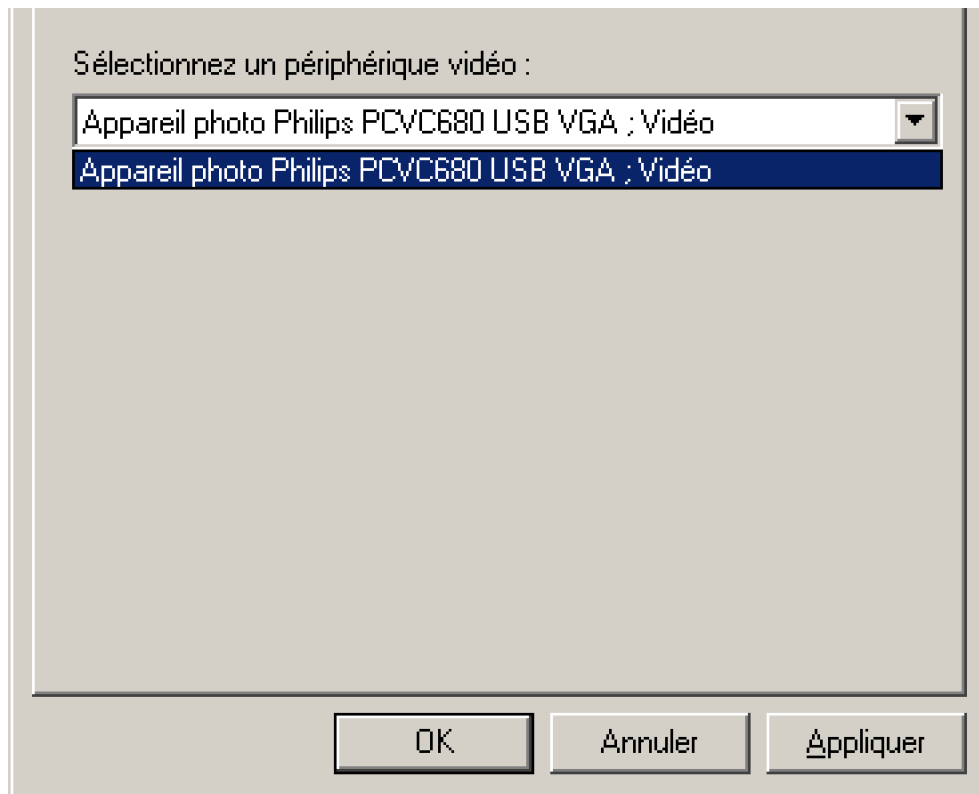 Sélectionnez un périphérique vidéo :
Appareil photo Philips PCVC680 USB VGA ; Vidéo
Appareil photo Philips PCVC680 USB VGA ; Vidéo
OK
Annuler
Appliquer